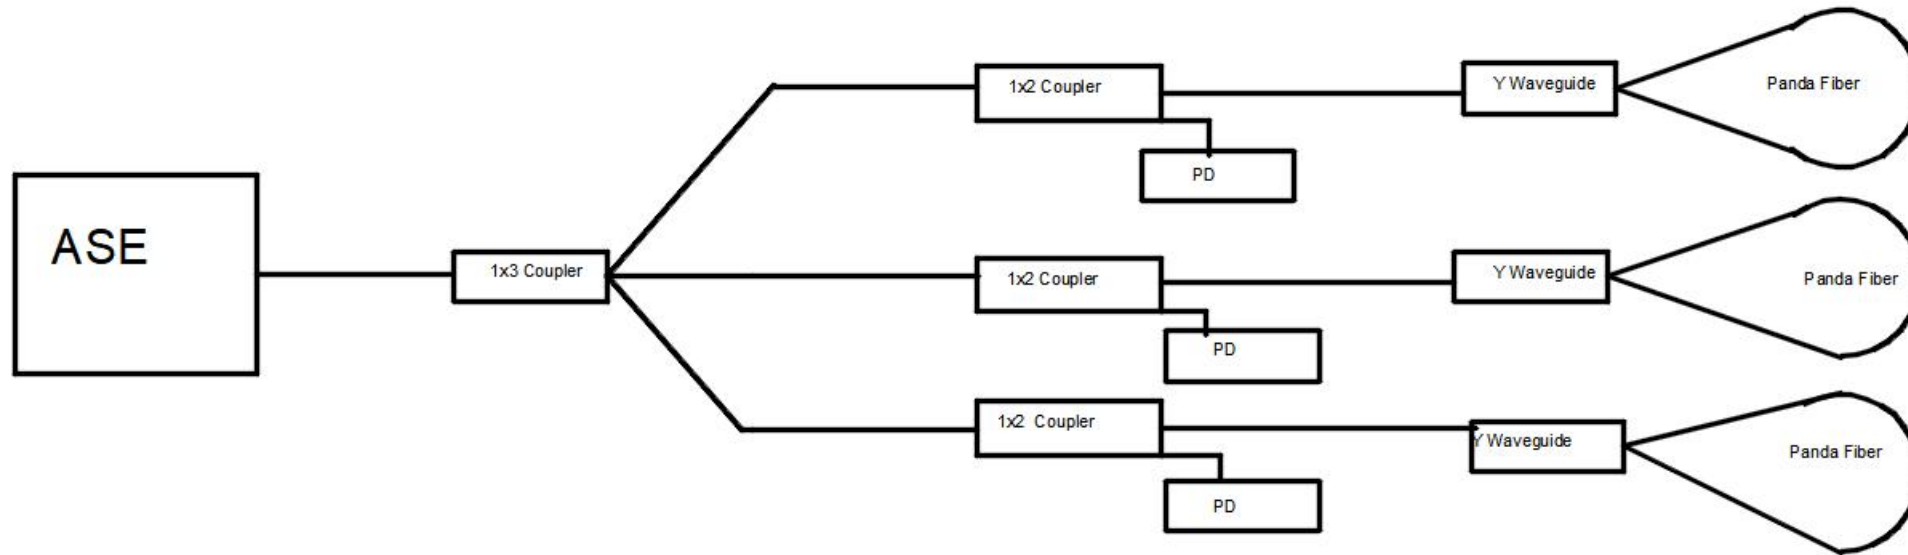 1x2 Coupler
Y Waveguide
Panda Fiber
PD
ASE
1x3 Coupler
1x2 Coupler
Y Waveguide
Panda Fiber
PD
1x2 Coupler
Y Waveguide
Panda Fiber
PD